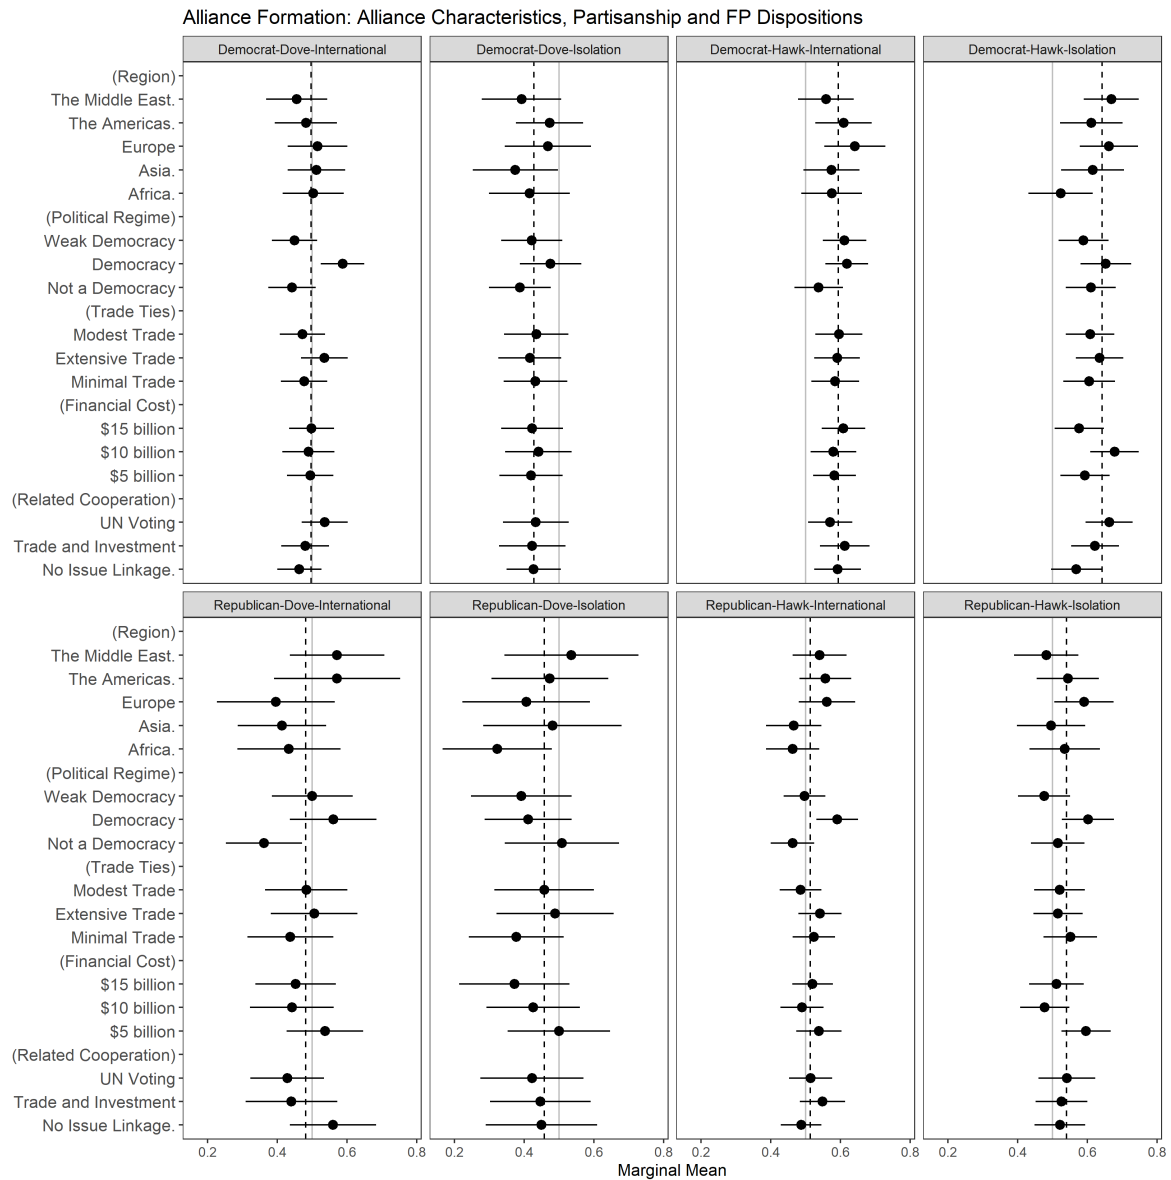 Alliance Formation: Alliance Characteristics, Partisanship and FP Dispositions
Democrat-Dove-International
Democrat-Dove-Isolation
Democrat-Hawk-International
Democrat-Hawk-Isolation
(Region)
The Middle East.
The Americas.
Europe
Asia.
Africa.
(Political Regime)
Weak Democracy
Democracy
Not a Democracy
(Trade Ties)
Modest Trade
Extensive Trade
Minimal Trade
(Financial Cost)
$15 billion
$10 billion
$5 billion
(Related Cooperation)
UN Voting
Trade and Investment
No Issue Linkage.
Republican-Dove-International
Republican-Dove-Isolation
Republican-Hawk-International
Republican-Hawk-Isolation
(Region)
The Middle East.
The Americas.
Europe
Asia.
Africa.
(Political Regime)
Weak Democracy
Democracy
Not a Democracy
(Trade Ties)
Modest Trade
Extensive Trade
Minimal Trade
(Financial Cost)
$15 billion
$10 billion
$5 billion
(Related Cooperation)
UN Voting
Trade and Investment
No Issue Linkage.
0.2 0.4 0.6 0.8
0.2 0.4 0.6 0.8
0.2 0.4 0.6 0.8
0.2 0.4 0.6 0.8
Marginal Mean